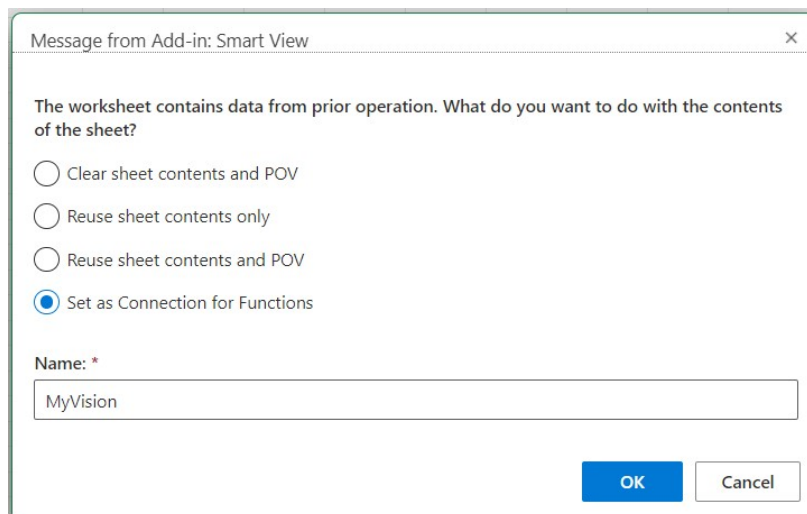 Message from Add-in: Smart View
The worksheet contains data from prior operation. What do you want to do with the contents
of the sheet?
Clear sheet contents and POV
Reuse sheet contents only
Reuse sheet contents and POV
Set as Connection for Functions
Name: *
MyVision
OK Cancel